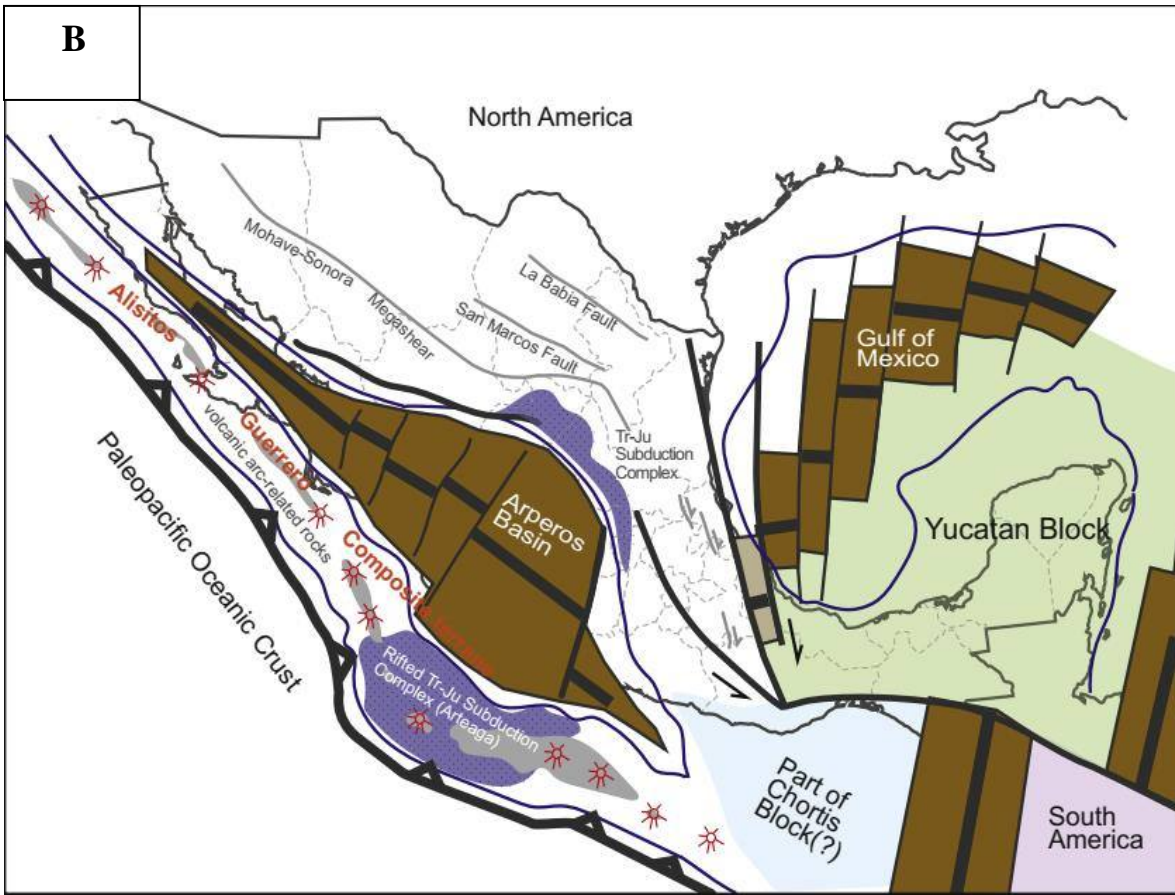 B
North America
Mohave-Sonora
Megashear
La Babia Fault
San Marcos Fault
Alisitos
Gulf of
Mexico
Guerrero
volcanic arc-related rocks
Tr-Ju
Subduction
Complex
Paleopacific Oceanic Crust
Arperos
Basin
Yucatan Block
Composite terrane
Rifted Tr-Ju Subduction
Complex (Arteaga)
Part of
Chortis
Block(?)
South
America